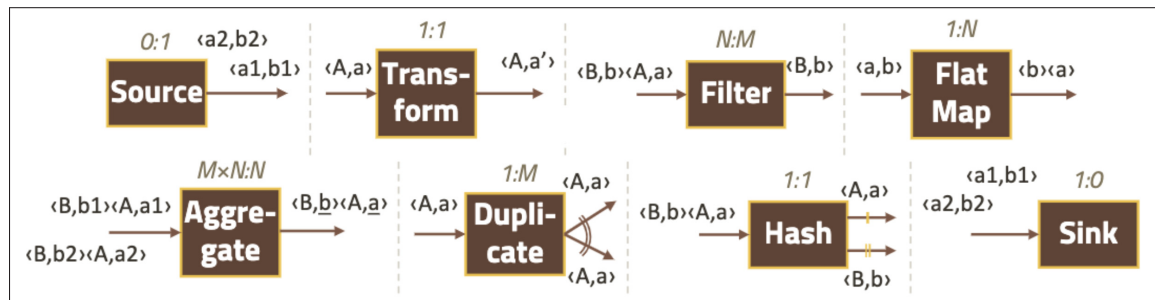 0:1
‹a2,b2›
‹a1,b1›
Source
1:1
‹A,a›
Trans-
form
‹A,a'›
N:M
‹B,b›‹A,a›
Filter
‹B,b›
1:N
‹a,b›
Flat
Map
‹b›‹a›
M×N:N
‹B,b1›‹A,a1›
‹B,b2›‹A,a2›
Aggre-
gate
‹B,b›‹A,a›
1:M
‹A,a›
Dupli-
cate
‹A,a›
‹A,a›
1:1
‹B,b›‹A,a›
Hash
‹A,a›
‹B,b›
‹a1,b1›
‹a2,b2›
1:0
Sink